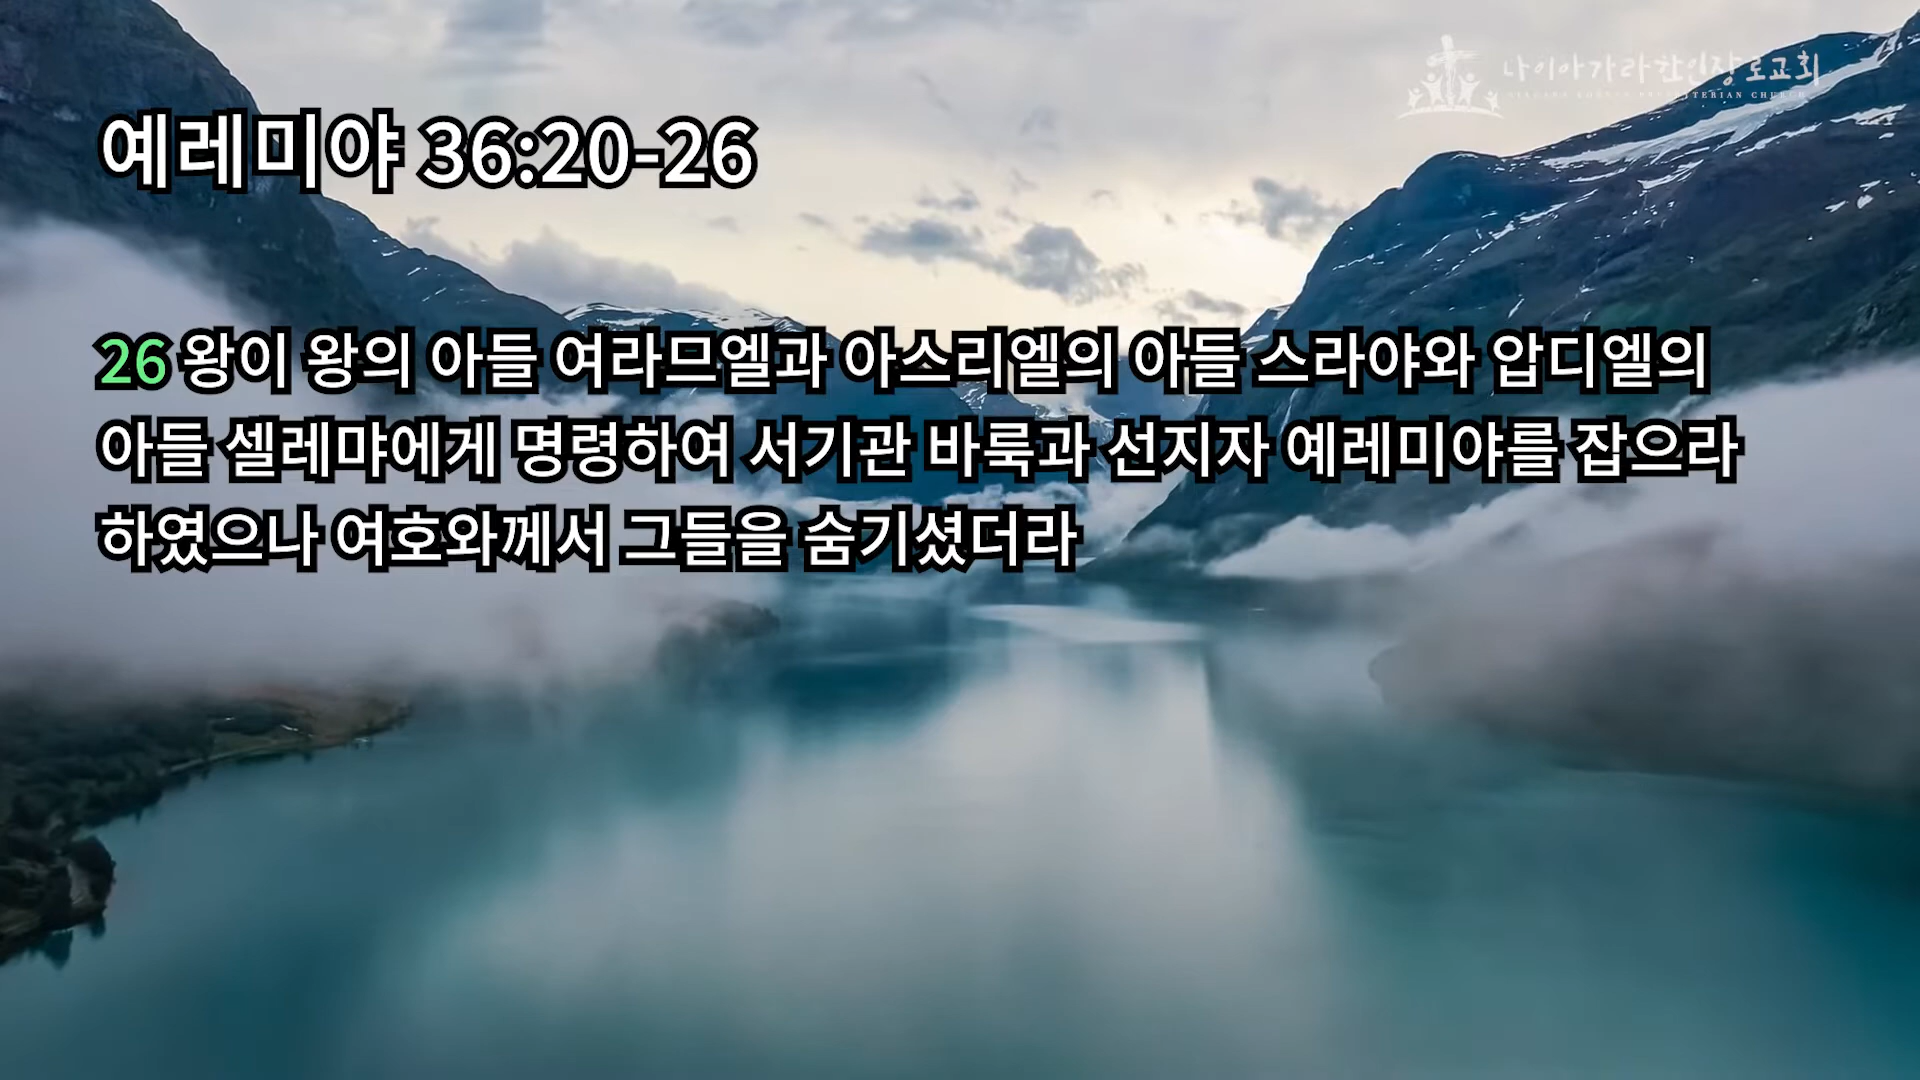 나이아가라한인장로교회
NIAGARA KOREAN PRESBYTERIAN CHURCH
예레미야 36:20-26
26 왕이 왕의 아들 여라므엘과 아스리엘의 아들 스라야와 압디엘의
아들 셀레먀에게 명령하여 서기관 바룩과 선지자 예레미야를 잡으라
하였으나 여호와께서 그들을 숨기셨더라